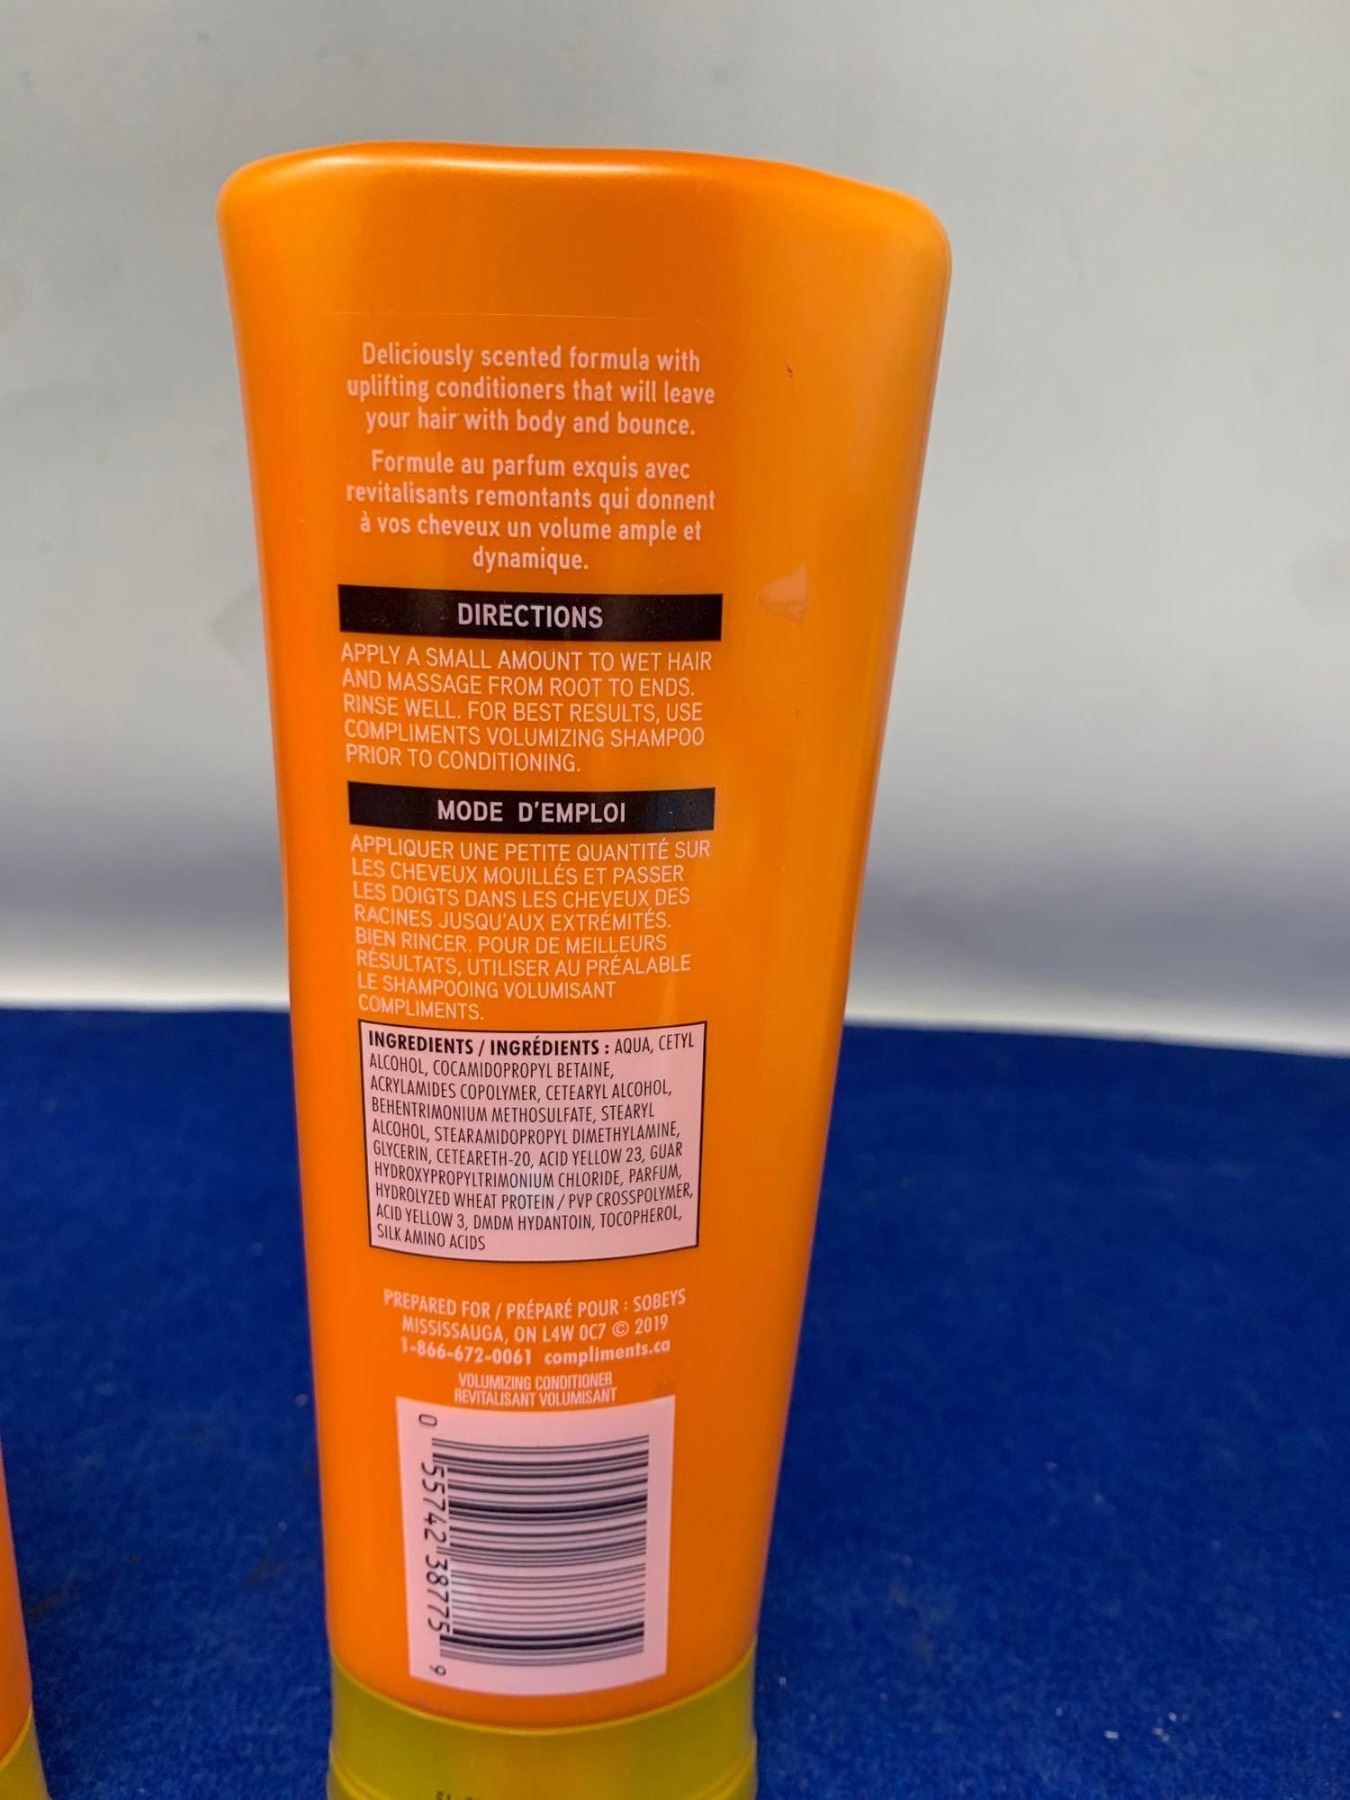 Deliciously scented formula with
uplifting conditioners that will leave
your hair with body and bounce.
Formule au parfum exquis avec
revitalisants remontants qui donnent
à vos cheveux un volume ample et
dynamique.
DIRECTIONS
APPLY A SMALL AMOUNT TO WET HAIR
AND MASSAGE FROM ROOT TO ENDS.
RINSE WELL. FOR BEST RESULTS, USE
COMPLIMENTS VOLUMIZING SHAMPOO
PRIOR TO CONDITIONING.
MODE D'EMPLOI
APPLIQUER UNE PETITE QUANTITÉ SUR
LES CHEVEUX MOUILLÉS ET PASSER
LES DOIGTS DANS LES CHEVEUX DES
RACINES JUSQU'AUX EXTRÉMITÉS.
BIEN RINCER. POUR DE MEILLEURS
RÉSULTATS, UTILISER AU PRÉALABLE
LE SHAMPOOING VOLUMISANT
COMPLIMENTS.
INGREDIENTS / INGRÉDIENTS : AQUA, CETYL
ALCOHOL, COCAMIDOPROPYL BETAINE,
ACRYLAMIDES COPOLYMER, CETEARYL ALCOHOL,
BEHENTRIMONIUM METHOSULFATE, STEARYL
ALCOHOL, STEARAMIDOPROPYL DIMETHYLAMINE,
GLYCERIN, CETEARETH-20, ACID YELLOW 23, GUAR
HYDROXYPROPYLTRIMONIUM CHLORIDE, PARFUM,
HYDROLYZED WHEAT PROTEIN / PVP CROSSPOLYMER,
ACID YELLOW 3, DMDM HYDANTOIN, TOCOPHEROL,
SILK AMINO ACIDS
PREPARED FOR / PRÉPARÉ POUR : SOBEYS
MISSISSAUGA, ON L4W 0C7 © 2019
1-866-672-0061 compliments.ca
VOLUMIZING CONDITIONER
REVITALISANT VOLUMISANT
0 55742 38775 9